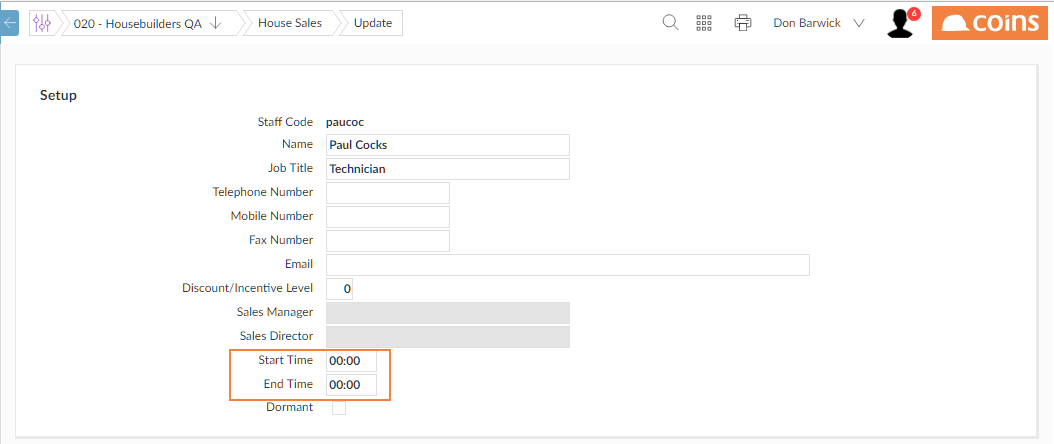 020 - Housebuilders QA
House Sales
Update
Don Barwick
6
coins
Setup
Staff Code paucoc
Name Paul Cocks
Job Title Technician
Telephone Number
Mobile Number
Fax Number
Email
Discount/Incentive Level 0
Sales Manager
Sales Director
Start Time 00:00
End Time 00:00
Dormant